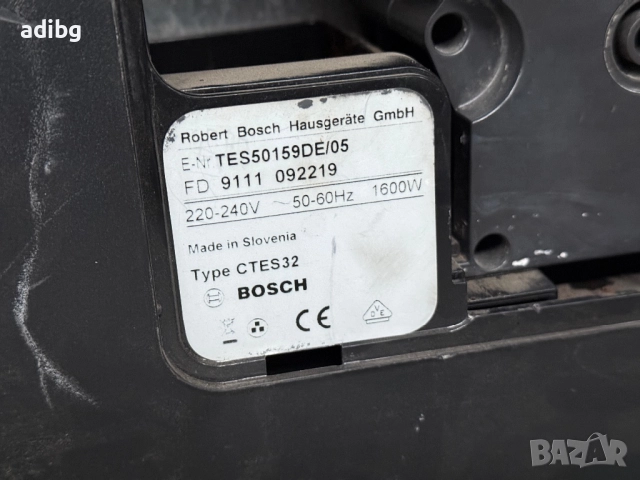 adibg
Robert Bosch Hausgeräte GmbH
E-Nr TES50159DE/05
FD 9111 092219
220-240V ~ 50-60Hz 1600W
Made in Slovenia
Type CTES32
BOSCH
CE
VDE
BAZAR